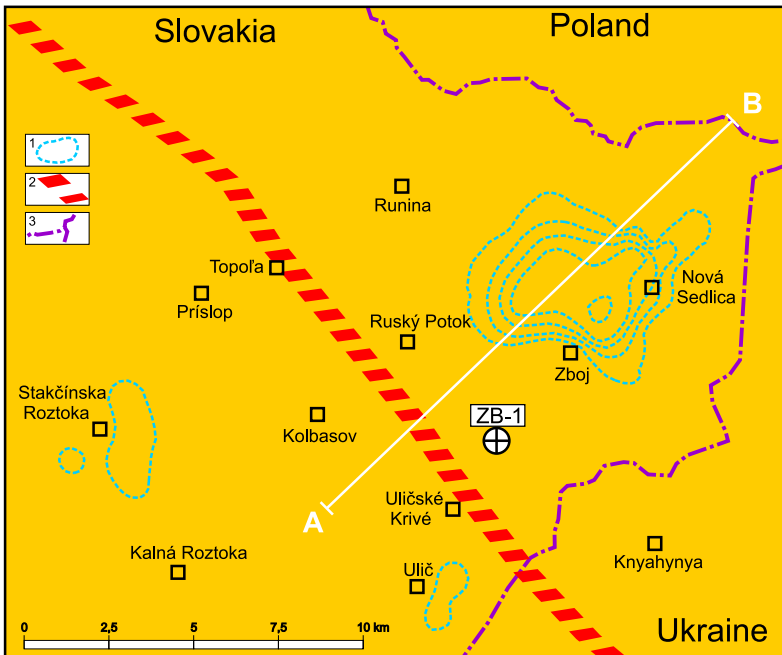 Slovakia
Poland
B
1
2
3
Runina
Topoľa
Príslop
Nová
Sedlica
Ruský Potok
Zboj
Stakčínska
Roztoka
ZB-1
Kolbasov
A
Uličské
Krivé
Kalná Roztoka
Ulič
Knyahynya
Ukraine
0 2,5 5 7,5 10 km